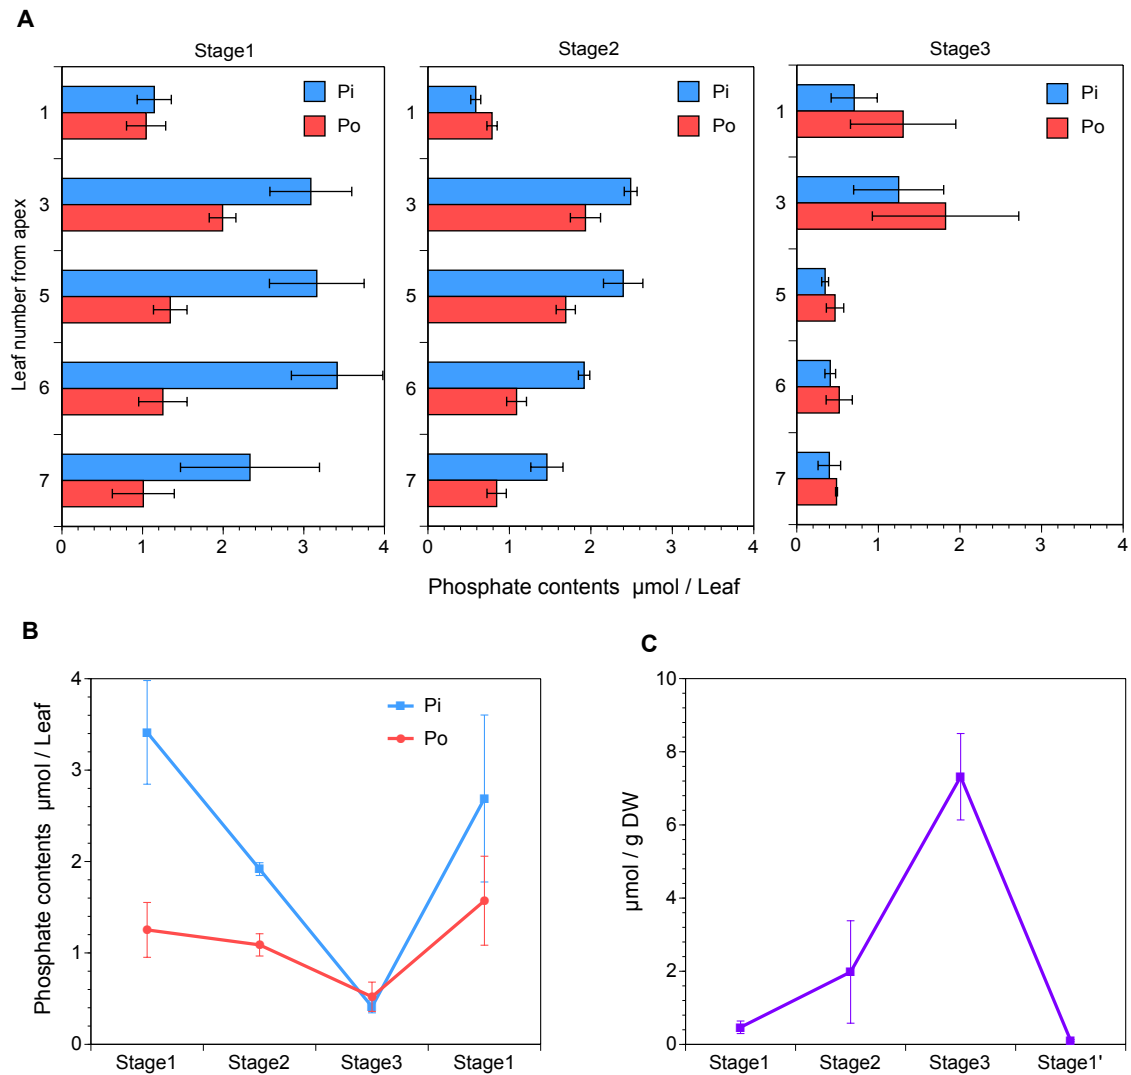 A
Stage1
Stage2
Stage3
Pi
Po
Pi
Po
Pi
Po
Leaf number from apex
1
3
5
6
7
1
3
5
6
7
1
3
5
6
7
0 1 2 3 4
0 1 2 3 4
0 1 2 3 4
Phosphate contents µmol / Leaf
B
Phosphate contents µmol / Leaf
4
3
2
1
0
Pi
Po
Stage1 Stage2 Stage3 Stage1
C
µmol / g DW
10
8
6
4
2
0
Stage1 Stage2 Stage3 Stage1'